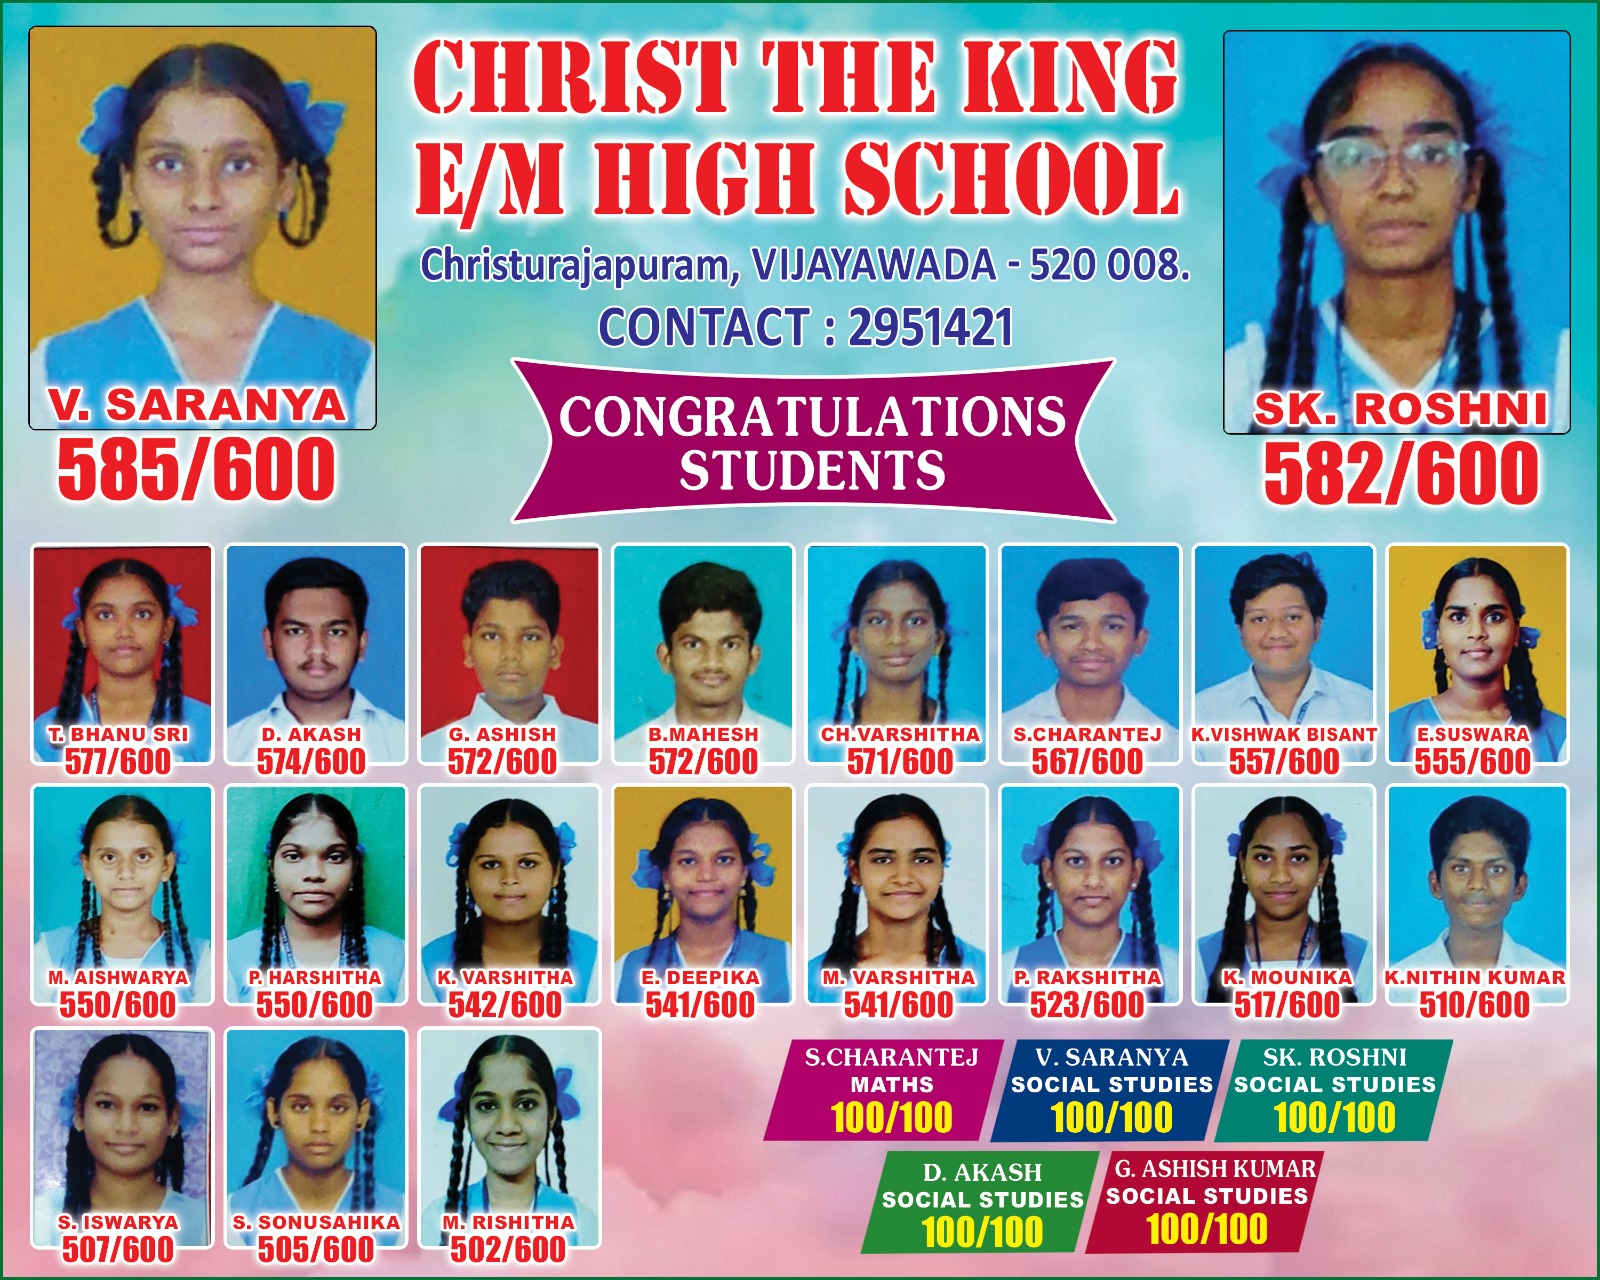 CHRIST THE KING
E/M HIGH SCHOOL
Christurajapuram, VIJAYAWADA - 520 008.
CONTACT : 2951421
CONGRATULATIONS
STUDENTS
V. SARANYA
585/600
SK. ROSHNI
582/600
T. BHANU SRI
577/600
D. AKASH
574/600
G. ASHISH
572/600
B.MAHESH
572/600
CH.VARSHITHA
571/600
S.CHARANTEJ
567/600
K.VISHWAK BISANT
557/600
E.SUSWARA
555/600
M. AISHWARYA
550/600
P. HARSHITHA
550/600
K. VARSHITHA
542/600
E. DEEPIKA
541/600
M. VARSHITHA
541/600
P. RAKSHITHA
523/600
K. MOUNIKA
517/600
K.NITHIN KUMAR
510/600
S. ISWARYA
507/600
S. SONUSAHIKA
505/600
M. RISHITHA
502/600
S.CHARANTEJ
MATHS
100/100
V. SARANYA
SOCIAL STUDIES
100/100
SK. ROSHNI
SOCIAL STUDIES
100/100
D. AKASH
SOCIAL STUDIES
100/100
G. ASHISH KUMAR
SOCIAL STUDIES
100/100